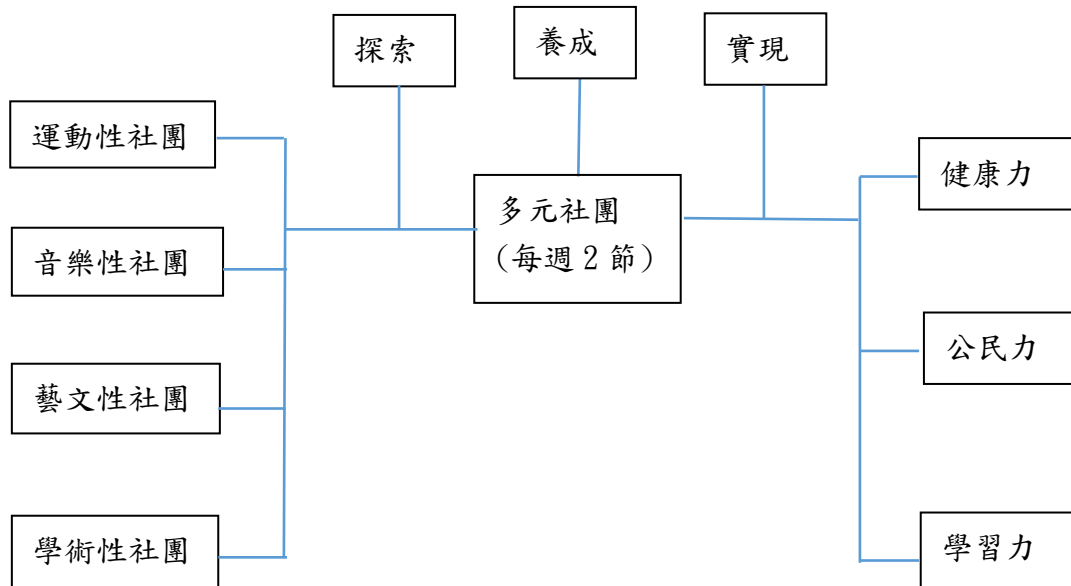 探索
養成
實現
運動性社團
音樂性社團
藝文性社團
學術性社團
多元社團
(每週 2 節)
健康力
公民力
學習力